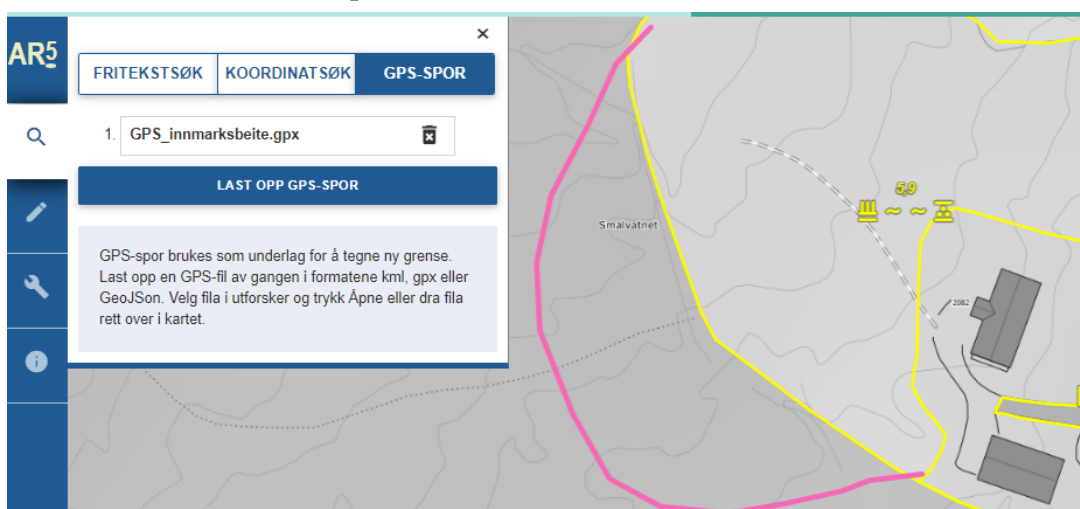 AR5
FRITEKSTSØK KOORDINATSØK GPS-SPOR
1. GPS_innmarksbeite.gpx
LAST OPP GPS-SPOR
GPS-spor brukes som underlag for å tegne ny grense.
Last opp en GPS-fil av gangen i formatene kml, gpx eller
GeoJSon. Velg fila i utforsker og trykk Åpne eller dra fila
rett over i kartet.
5,9
Smalvatnet
2082